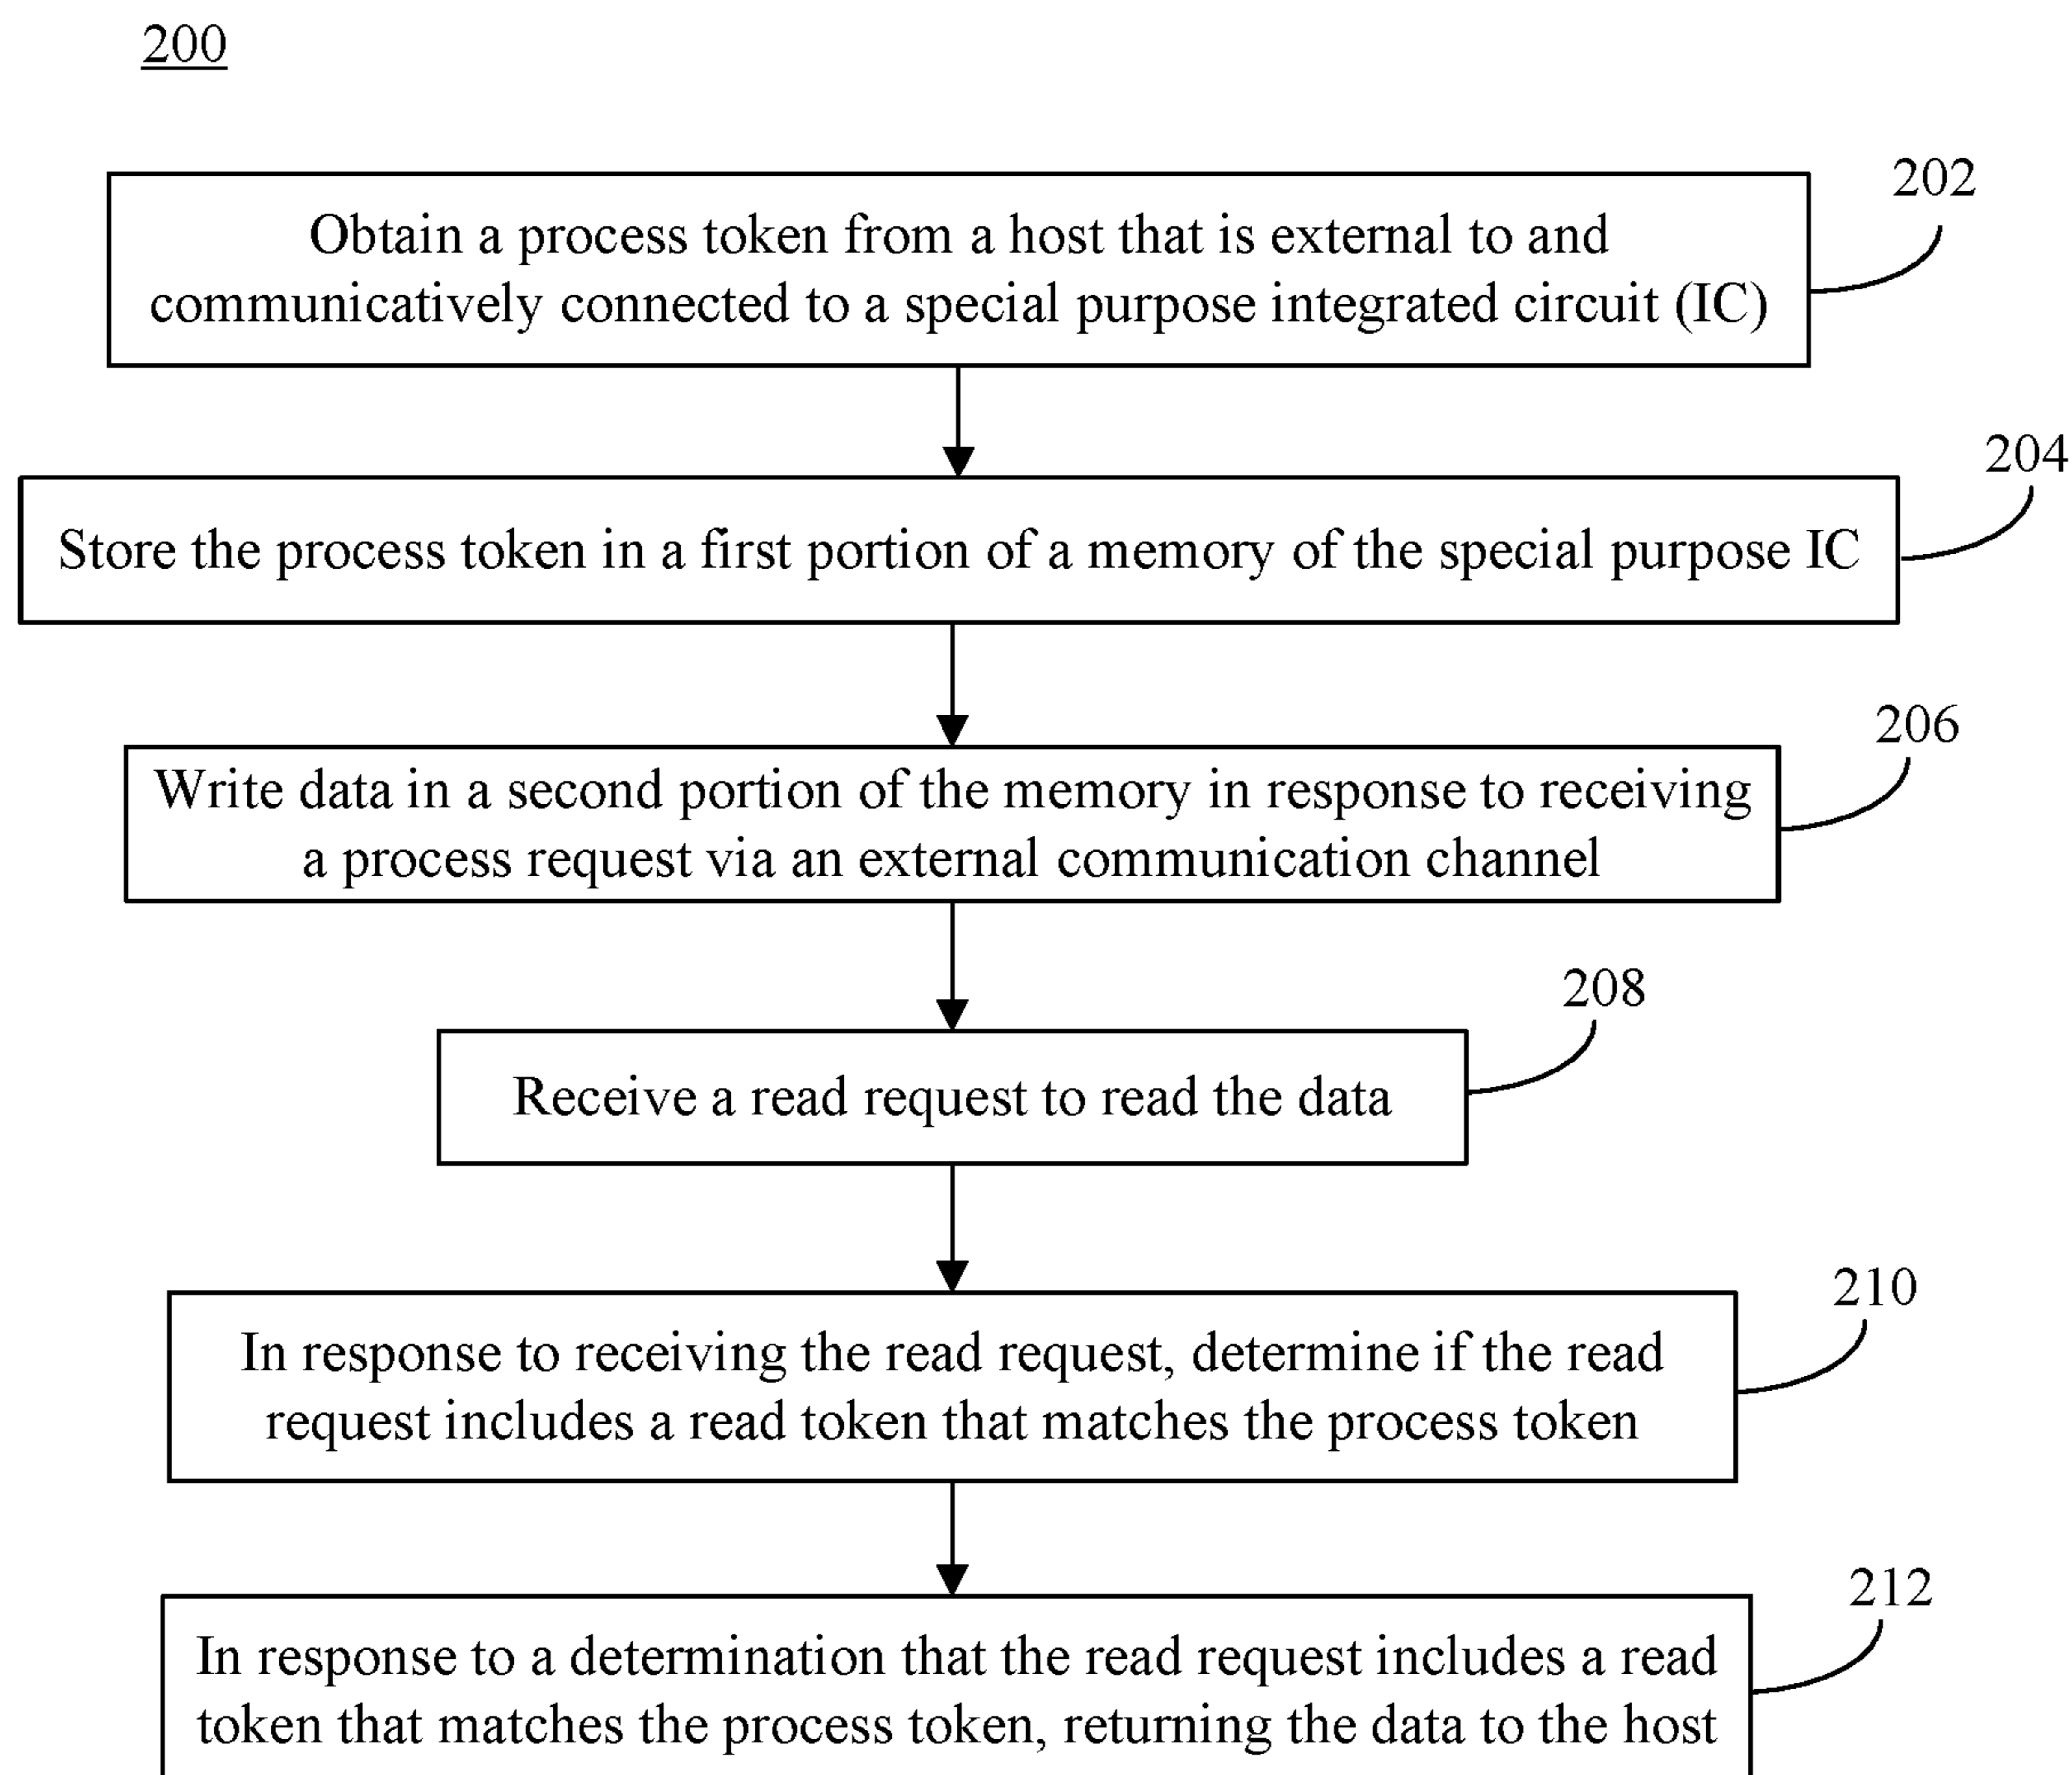 200
202
Obtain a process token from a host that is external to and
communicatively connected to a special purpose integrated circuit (IC)
204
Store the process token in a first portion of a memory of the special purpose IC
206
Write data in a second portion of the memory in response to receiving
a process request via an external communication channel
208
Receive a read request to read the data
210
In response to receiving the read request, determine if the read
request includes a read token that matches the process token
212
In response to a determination that the read request includes a read
token that matches the process token, returning the data to the host